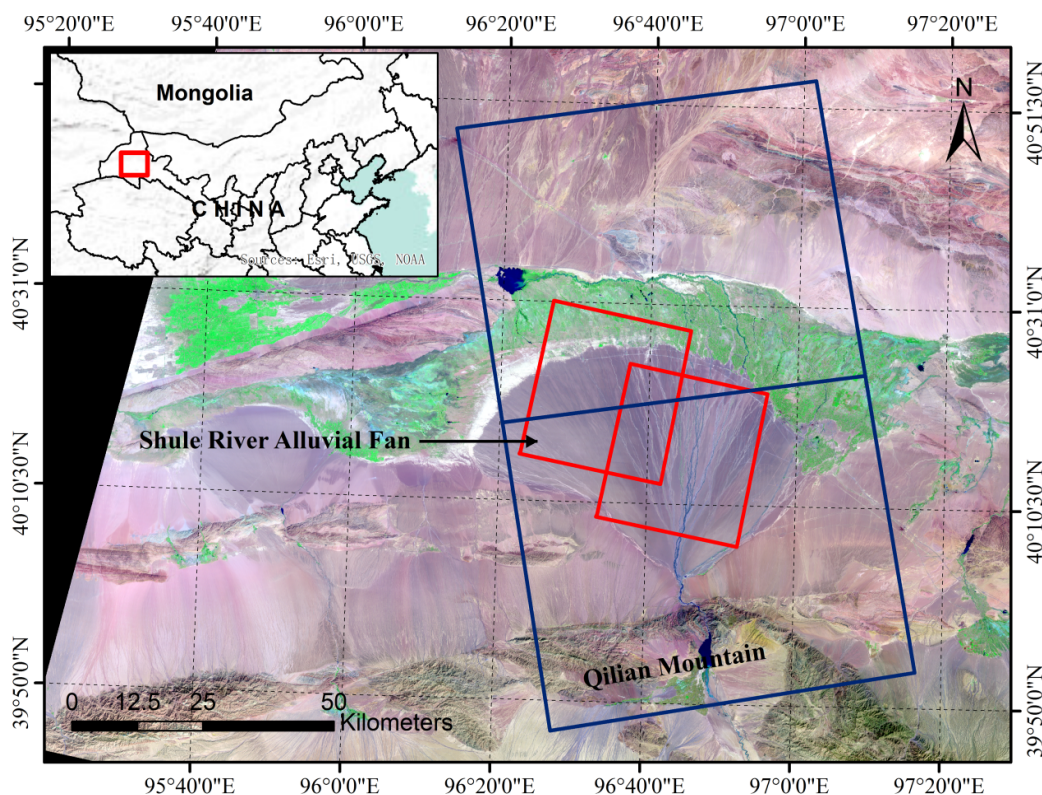 95°20'0"E 95°40'0"E 96°0'0"E 96°20'0"E 96°40'0"E 97°0'0"E 97°20'0"E
Mongolia
CHINA
Sources: Esri, USGS, NOAA
N
40°51'30"N
40°31'0"N
40°31'0"N
Shule River Alluvial Fan
40°10'30"N
40°10'30"N
Qilian Mountain
39°50'0"N
39°50'0"N
0 12.5 25 50
Kilometers
95°40'0"E 96°0'0"E 96°20'0"E 96°40'0"E 97°0'0"E 97°20'0"E